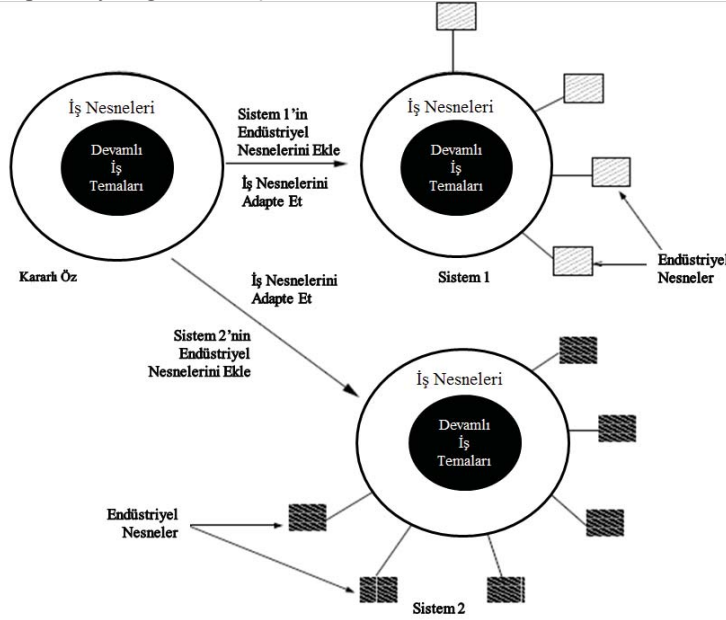 İş Nesneleri
Devamlı
İş
Temaları
Kararlı Öz
Sistem 1’in
Endüstriyel
Nesnelerini Ekle
İş Nesnelerini
Adapte Et
İş Nesneleri
Devamlı
İş
Temaları
Sistem 1
Endüstriyel
Nesneler
İş Nesnelerini
Adapte Et
Sistem 2’nin
Endüstriyel
Nesnelerini Ekle
İş Nesneleri
Devamlı
İş
Temaları
Endüstriyel
Nesneler
Sistem 2